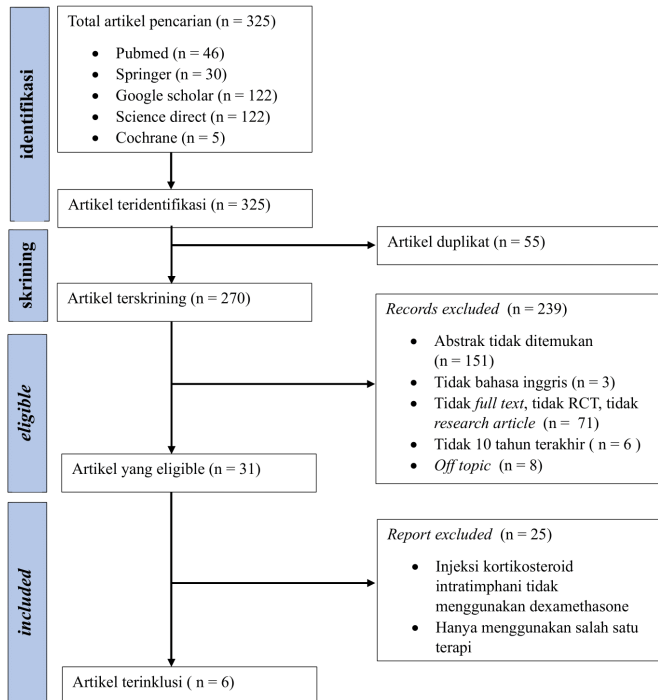 identifikasi
Total artikel pencarian (n = 325)
• Pubmed (n = 46)
• Springer (n = 30)
• Google scholar (n = 122)
• Science direct (n = 122)
• Cochrane (n = 5)
Artikel teridentifikasi (n = 325)
skrining
Artikel duplikat (n = 55)
Artikel terskrining (n = 270)
eligible
Records excluded (n = 239)
• Abstrak tidak ditemukan
(n = 151)
• Tidak bahasa inggris (n = 3)
• Tidak full text, tidak RCT, tidak
research article (n = 71)
• Tidak 10 tahun terakhir ( n = 6 )
• Off topic (n = 8)
Artikel yang eligible (n = 31)
included
Report excluded (n = 25)
• Injeksi kortikosteroid
intratimphani tidak
menggunakan dexamethasone
• Hanya menggunakan salah satu
terapi
Artikel terinklusi ( n = 6)